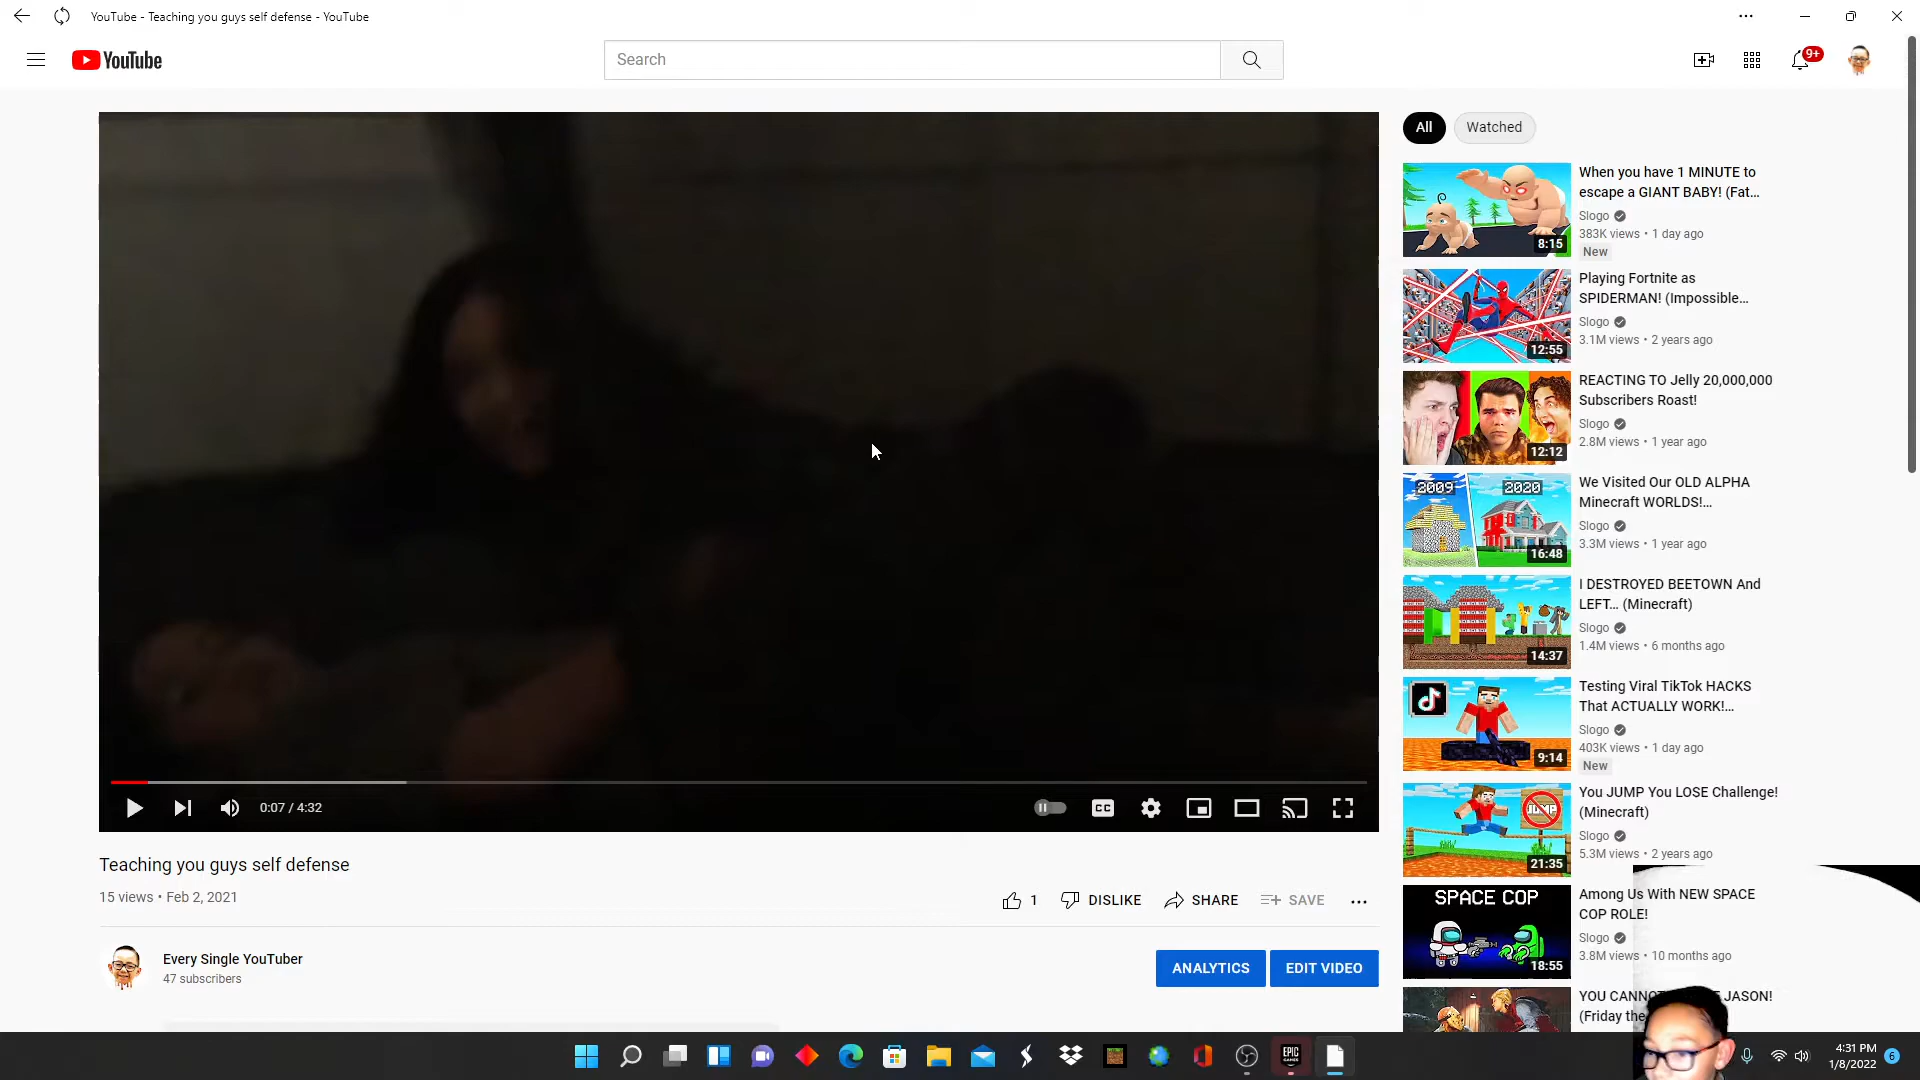 YouTube - Teaching you guys self defense - YouTube
YouTube
Search
9+
All
Watched
When you have 1 MINUTE to
escape a GIANT BABY! (Fat...
Slogo
383K views • 1 day ago
New
8:15
Playing Fortnite as
SPIDERMAN! (Impossible...
Slogo
3.1M views • 2 years ago
12:55
REACTING TO Jelly 20,000,000
Subscribers Roast!
Slogo
2.8M views • 1 year ago
12:12
2009
2020
We Visited Our OLD ALPHA
Minecraft WORLDS!...
Slogo
3.3M views • 1 year ago
16:48
I DESTROYED BEETOWN And
LEFT... (Minecraft)
Slogo
1.4M views • 6 months ago
14:37
Testing Viral TikTok HACKS
That ACTUALLY WORK!...
Slogo
403K views • 1 day ago
New
9:14
You JUMP You LOSE Challenge!
(Minecraft)
Slogo
5.3M views • 2 years ago
JUMP
21:35
SPACE COP
Among Us With NEW SPACE
COP ROLE!
Slogo
3.8M views • 10 months ago
18:55
JASON!
(Friday the
0:07 / 4:32
CC
Teaching you guys self defense
15 views • Feb 2, 2021
1
DISLIKE
SHARE
SAVE
Every Single YouTuber
47 subscribers
ANALYTICS
EDIT VIDEO
EPIC
GAMES
4:31 PM
1/8/2022
6